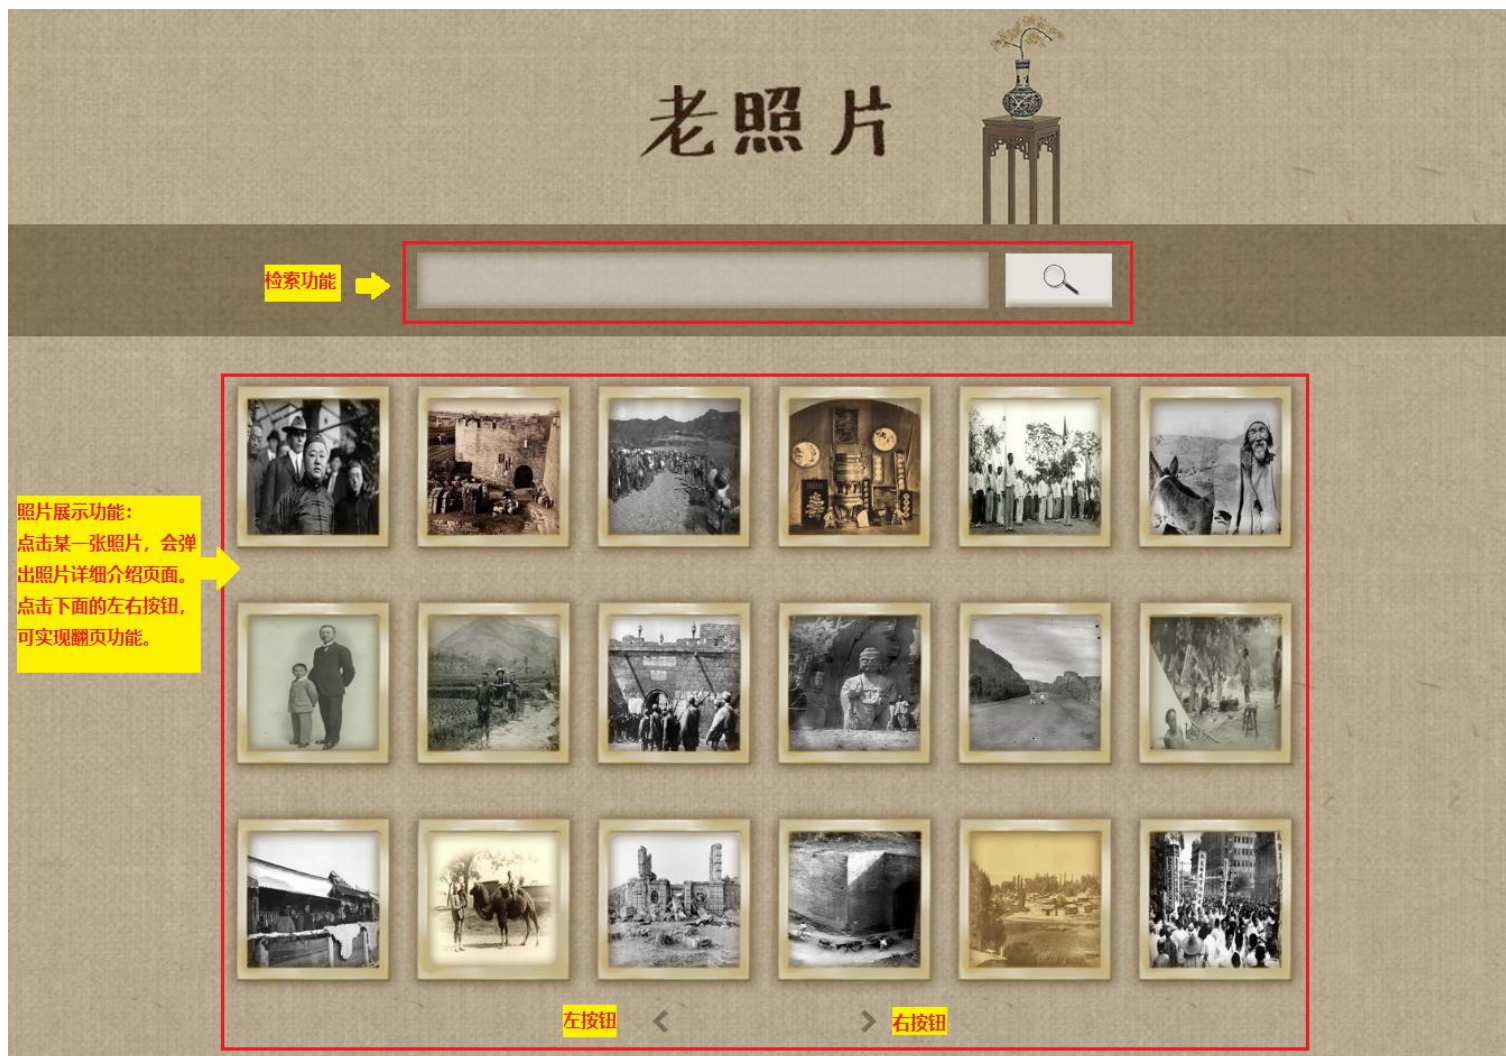 老照片
检索功能
照片展示功能：
点击某一张照片，会弹
出照片详细介绍页面。
点击下面的左右按钮，
可实现翻页功能。
左按钮
右按钮